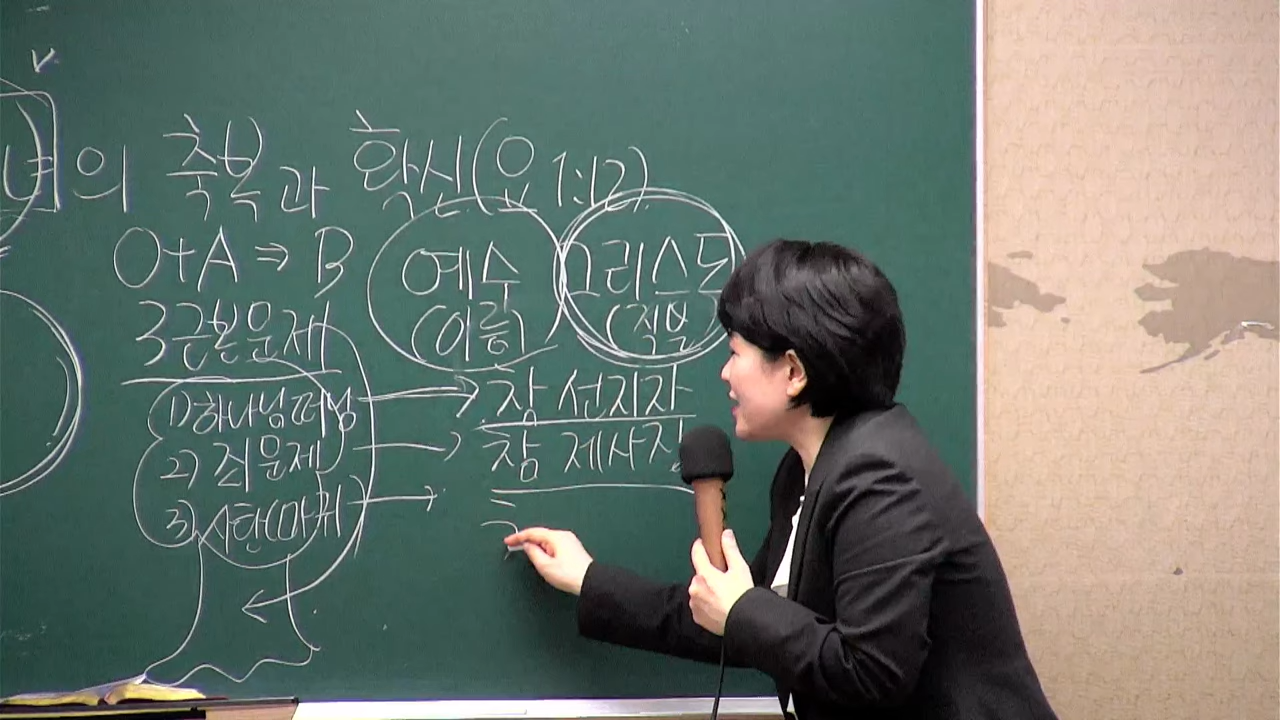 녀의 축복과 확신(요 1:12)
O+A ⇒ B
예수 그리스도
(이름) (직분)
3근본문제
1) 하나님 떠남 → 참 선지자
2) 죄문제 → 참 제사장
3) 사탄(마귀) →